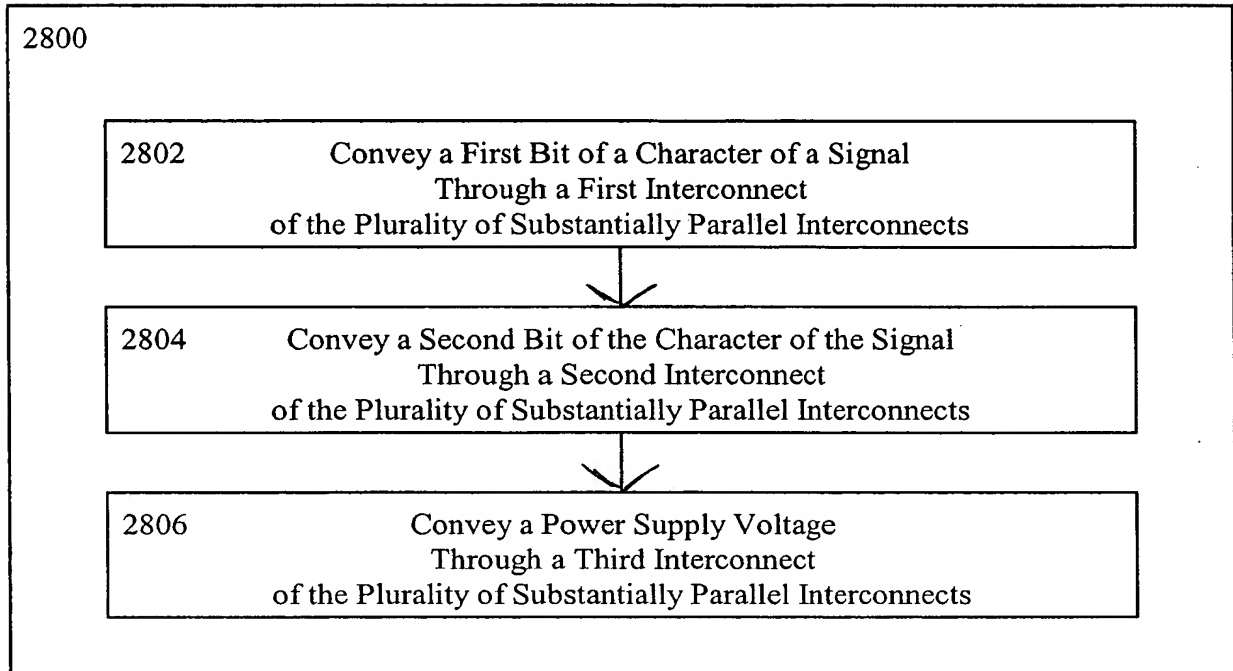 2800
2802 Convey a First Bit of a Character of a Signal
Through a First Interconnect
of the Plurality of Substantially Parallel Interconnects
2804 Convey a Second Bit of the Character of the Signal
Through a Second Interconnect
of the Plurality of Substantially Parallel Interconnects
2806 Convey a Power Supply Voltage
Through a Third Interconnect
of the Plurality of Substantially Parallel Interconnects